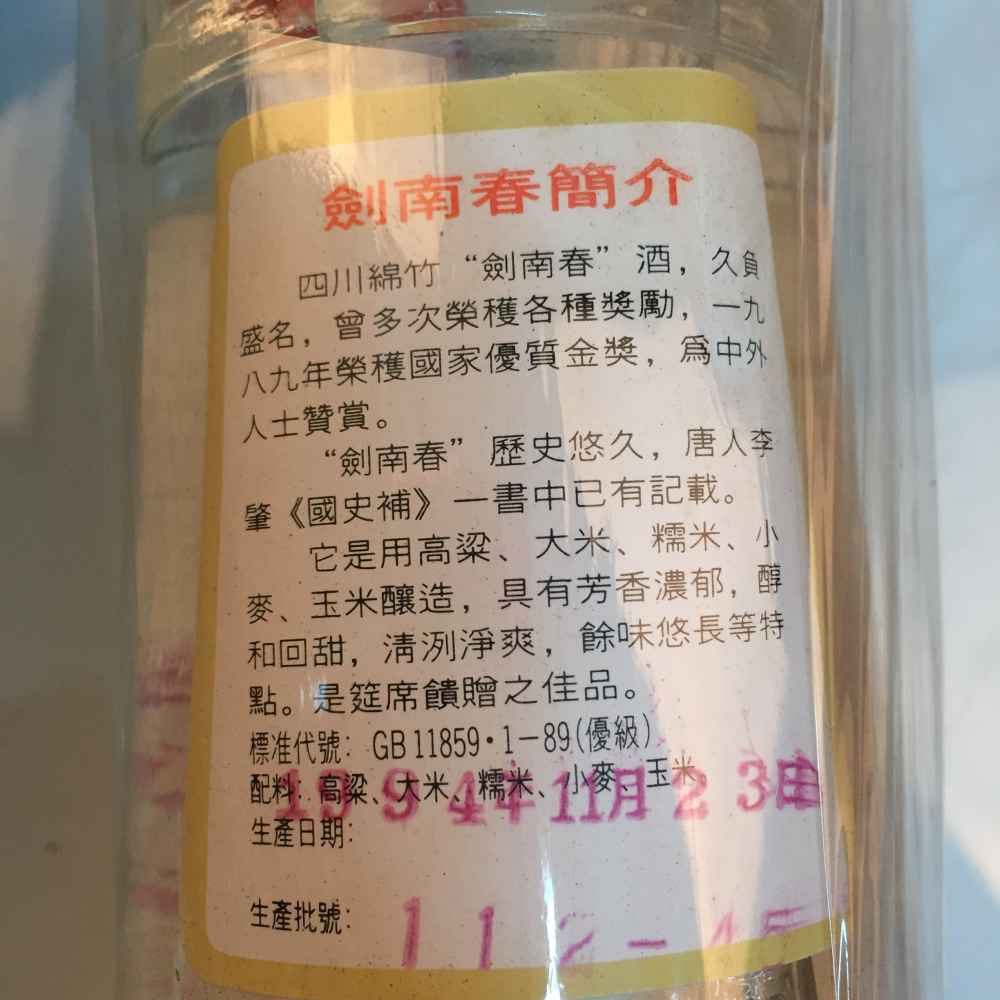 劍南春簡介
四川綿竹“劍南春”酒，久負
盛名，曾多次榮獲各種獎勵，一九
八九年榮獲國家優質金獎，爲中外
人士贊賞。
“劍南春”歷史悠久，唐人李
肇《國史補》一書中已有記載。
它是用高粱、大米、糯米、小
麥、玉米釀造，具有芳香濃郁，醇
和回甜，清洌淨爽，餘味悠長等特
點。是筵席饋贈之佳品。
標准代號：GB 11859·1-89(優級)
配料：高粱、大米、糯米、小麥、玉米
1994年11月23日
生產日期：
生產批號：112-45